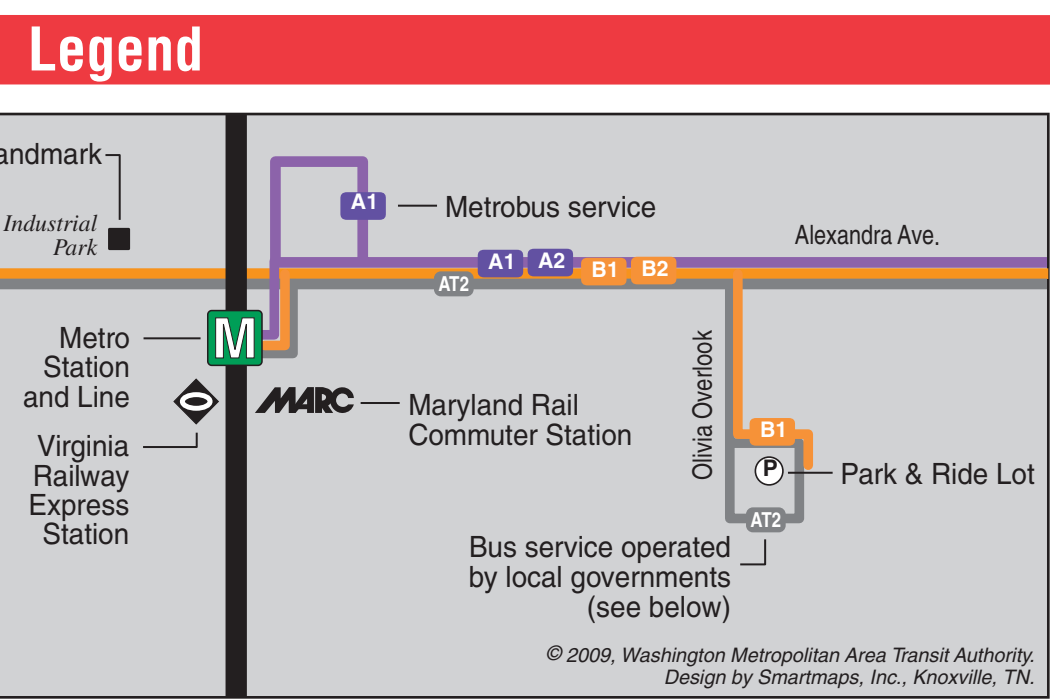 Legend
andmark
Industrial
Park
A1
Metrobus service
Alexandra Ave.
A1 A2 B1 B2
AT2
M
Metro
Station
and Line
MARC
Maryland Rail
Commuter Station
Virginia
Railway
Express
Station
Olivia Overlook
B1
P
Park & Ride Lot
AT2
Bus service operated
by local governments
(see below)
© 2009, Washington Metropolitan Area Transit Authority.
Design by Smartmaps, Inc., Knoxville, TN.